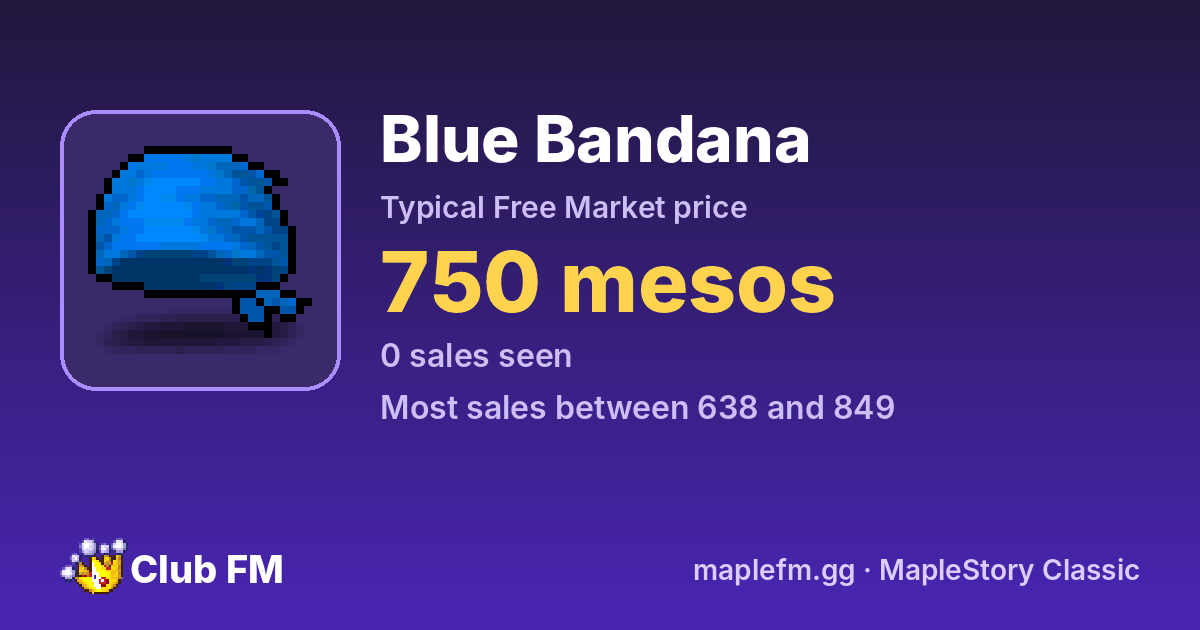 Blue Bandana
Typical Free Market price
750 mesos
0 sales seen
Most sales between 638 and 849
Club FM
maplefm.gg · MapleStory Classic